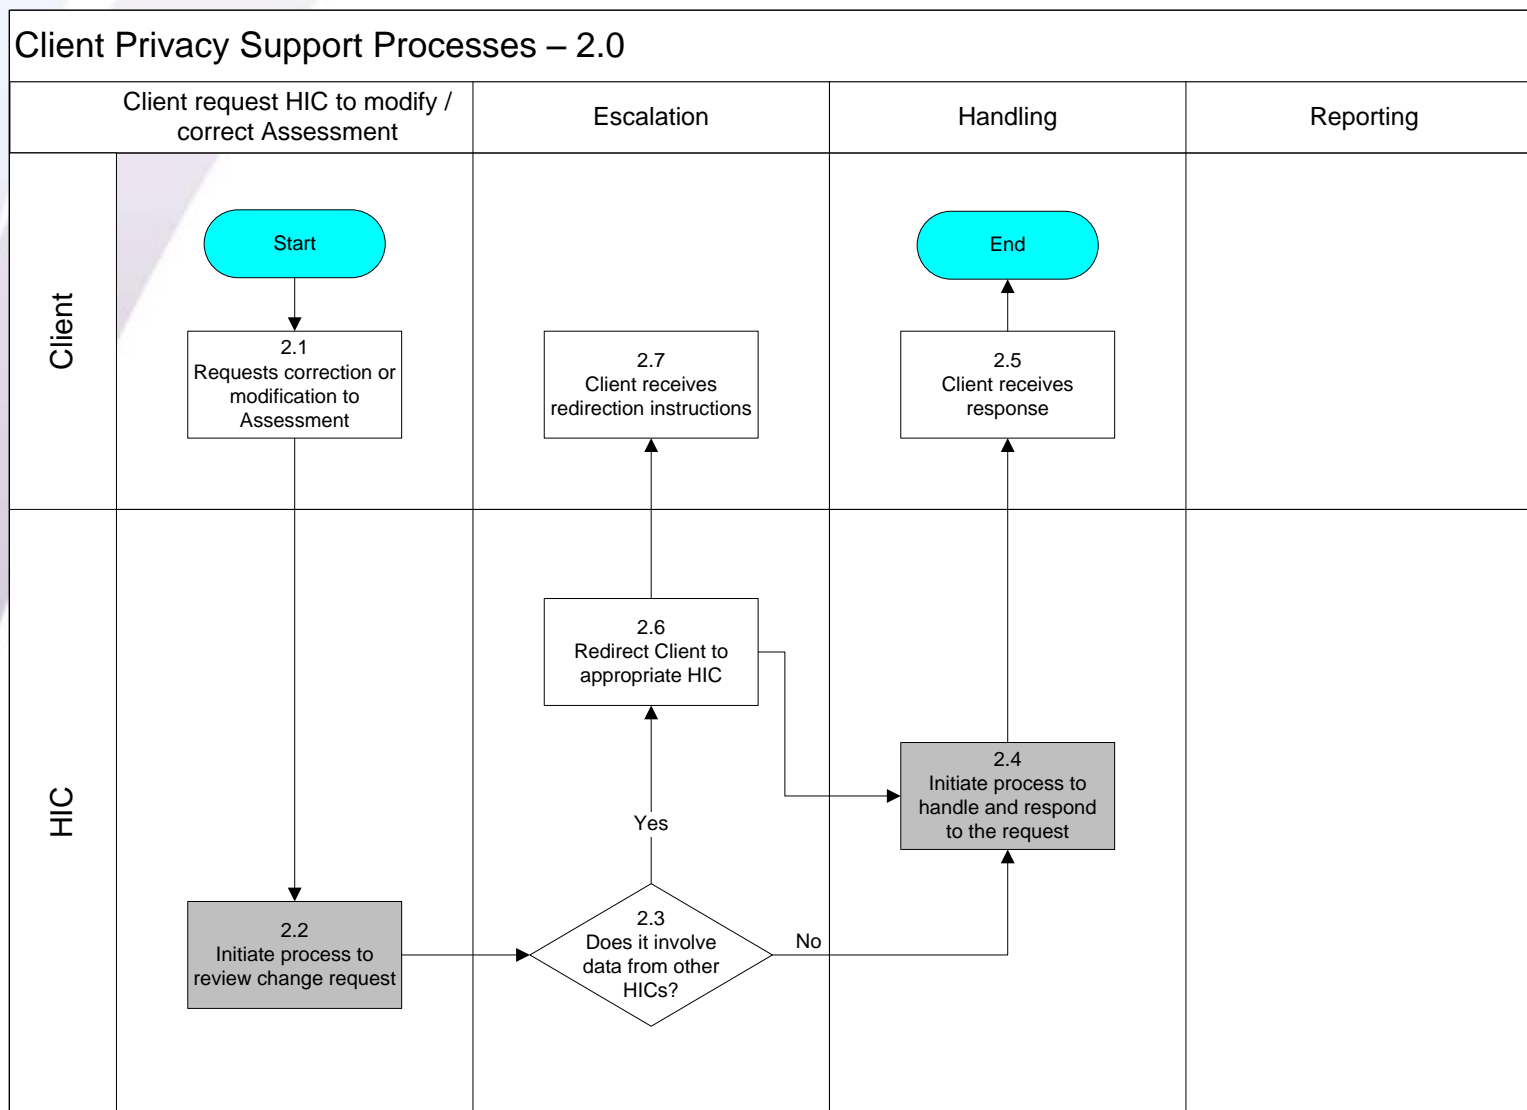 Client Privacy Support Processes – 2.0
Client request HIC to modify /
correct Assessment
Escalation
Handling
Reporting
Client
Start
End
2.1
Requests correction or
modification to
Assessment
2.7
Client receives
redirection instructions
2.5
Client receives
response
HIC
2.6
Redirect Client to
appropriate HIC
2.4
Initiate process to
handle and respond
to the request
Yes
2.2
Initiate process to
review change request
2.3
Does it involve
data from other
HICs?
No